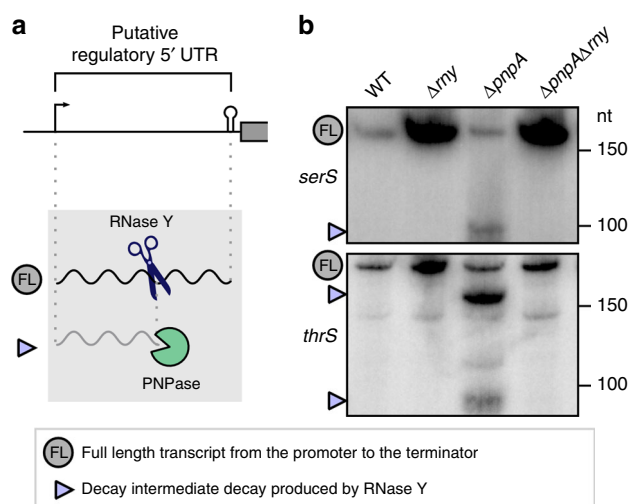 a
Putative
regulatory 5′ UTR
RNase Y
FL
PNPase
b
WT
Δrny
ΔpnpA
ΔpnpAΔrny
nt
FL
150
serS
100
FL
150
thrS
100
FL Full length transcript from the promoter to the terminator
Decay intermediate decay produced by RNase Y